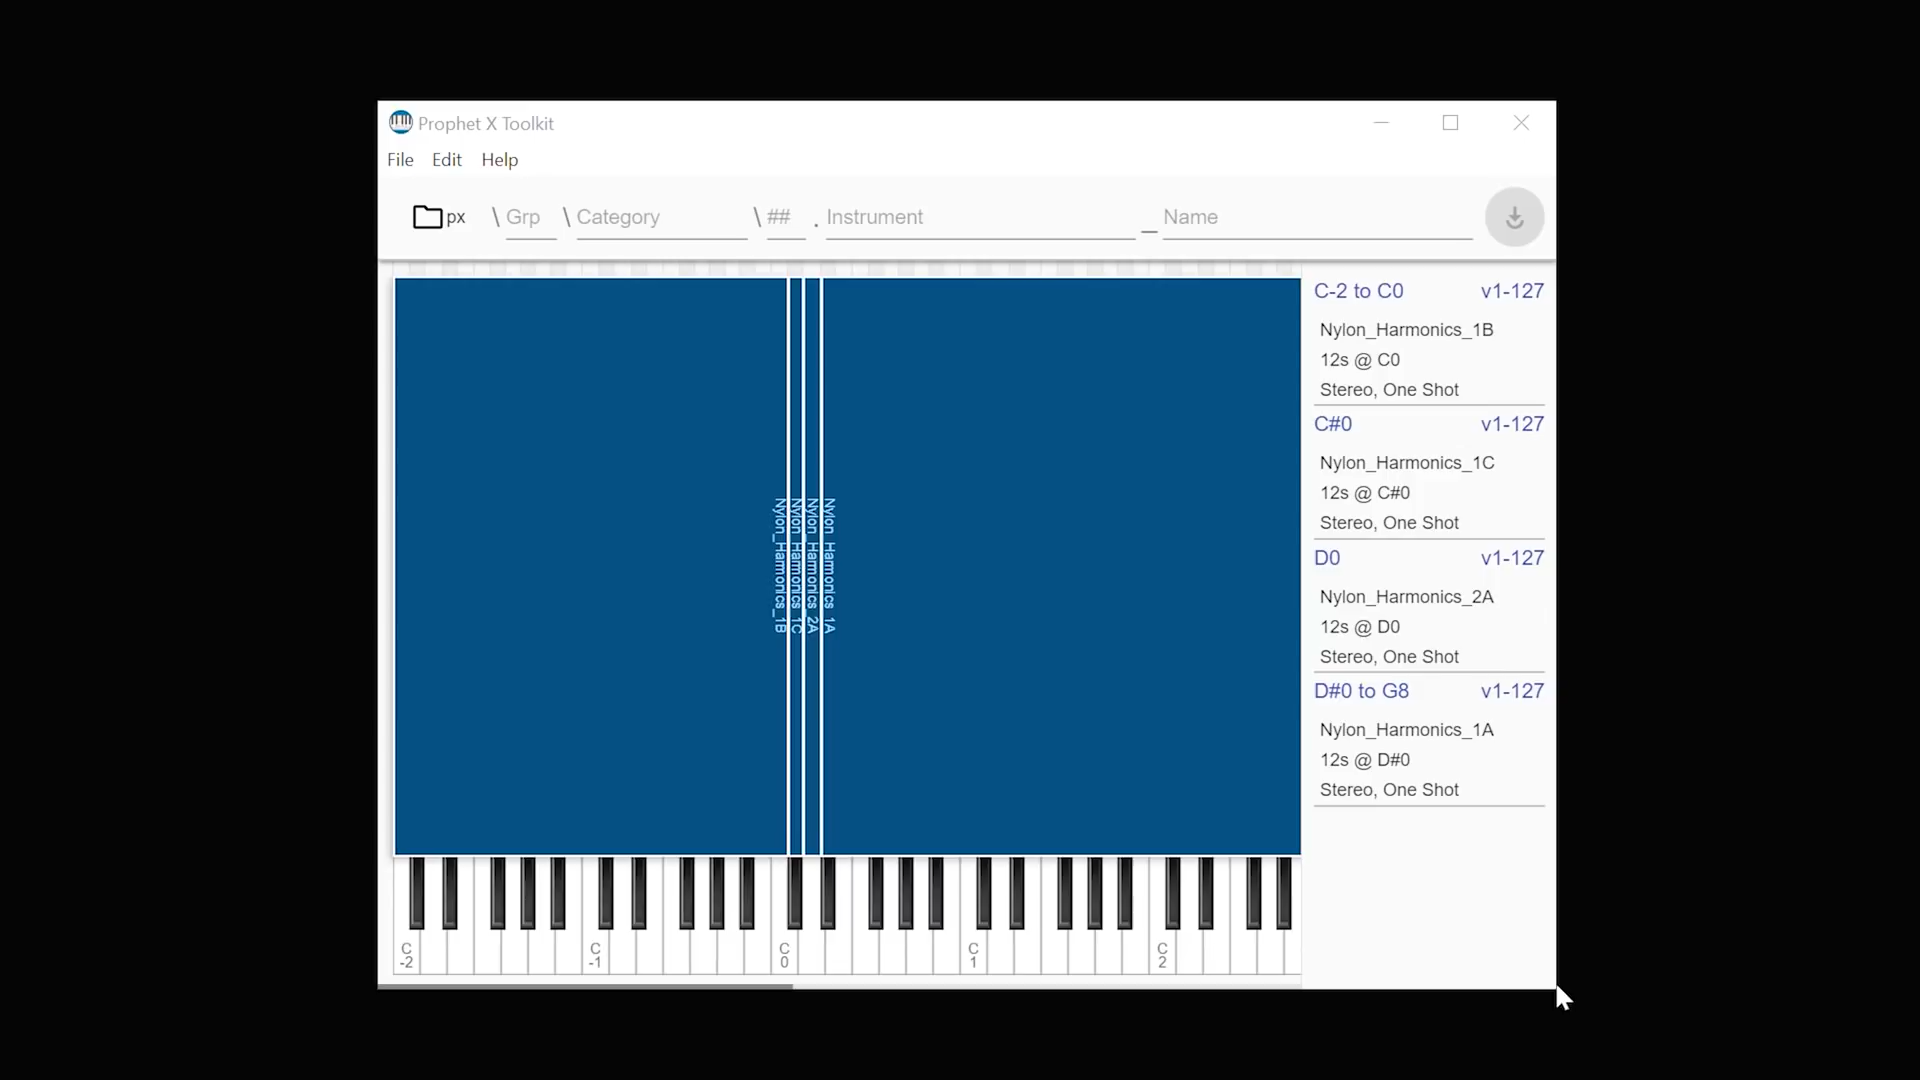 Prophet X Toolkit
File Edit Help
px \ Grp \ Category \ ## . Instrument _ Name
C-2 to C0 v1-127
Nylon_Harmonics_1B
12s @ C0
Stereo, One Shot
C#0 v1-127
Nylon_Harmonics_1C
12s @ C#0
Stereo, One Shot
D0 v1-127
Nylon_Harmonics_2A
12s @ D0
Stereo, One Shot
D#0 to G8 v1-127
Nylon_Harmonics_1A
12s @ D#0
Stereo, One Shot
Nylon_Harmonics_1B
Nylon_Harmonics_1C
Nylon_Harmonics_2A
Nylon_Harmonics_1A
C C C C C
-2 -1 0 1 2